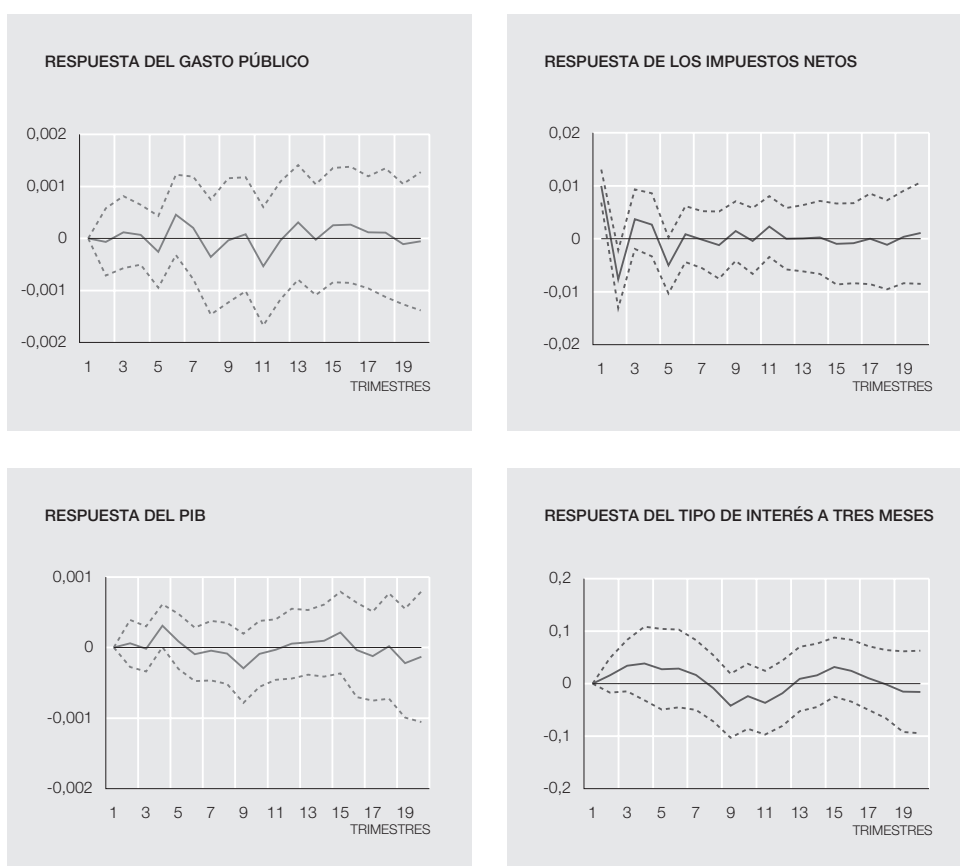 RESPUESTA DEL GASTO PÚBLICO
0,002
0,001
0
-0,001
-0,002
1 3 5 7 9 11 13 15 17 19
TRIMESTRES
RESPUESTA DE LOS IMPUESTOS NETOS
0,02
0,01
0
-0,01
-0,02
1 3 5 7 9 11 13 15 17 19
TRIMESTRES
RESPUESTA DEL PIB
0,001
0
-0,001
-0,002
1 3 5 7 9 11 13 15 17 19
TRIMESTRES
RESPUESTA DEL TIPO DE INTERÉS A TRES MESES
0,2
0,1
0
-0,1
-0,2
1 3 5 7 9 11 13 15 17 19
TRIMESTRES